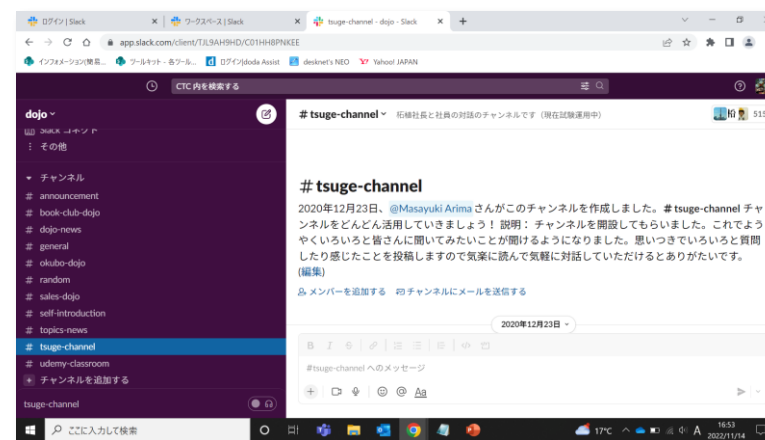 ログイン | Slack
ワークスペース | Slack
tsuge-channel - dojo - Slack
app.slack.com/client/TJL9AH9HD/C01HH8PNKEE
インフォメーション(簡易...
ツールキット - 各ツール...
ログイン|doda Assist
desknet's NEO
Yahoo! JAPAN
CTC 内を検索する
dojo
# tsuge-channel
柘植社長と社員の対話のチャンネルです（現在試験運用中）
515
Slack コネクト
その他
チャンネル
# announcement
# book-club-dojo
# dojo-news
# general
# okubo-dojo
# random
# sales-dojo
# self-introduction
# topics-news
# tsuge-channel
# udemy-classroom
+ チャンネルを追加する
tsuge-channel
# tsuge-channel
2020年12月23日、@Masayuki Arima さんがこのチャンネルを作成しました。# tsuge-channel チャ
ンネルをどんどん活用していきましょう！ 説明： チャンネルを開設してもらいました。これでよう
やくいろいろと皆さんに聞いてみたいことが聞けるようになりました。思いつきでいろいろと質問
したり感じたことを投稿しますので気楽に読んで気軽に対話していただけるとありがたいです。
(編集)
メンバーを追加する チャンネルにメールを送信する
2020年12月23日
#tsuge-channel へのメッセージ
Aa
ここに入力して検索
17°C
A
16:53
2022/11/14